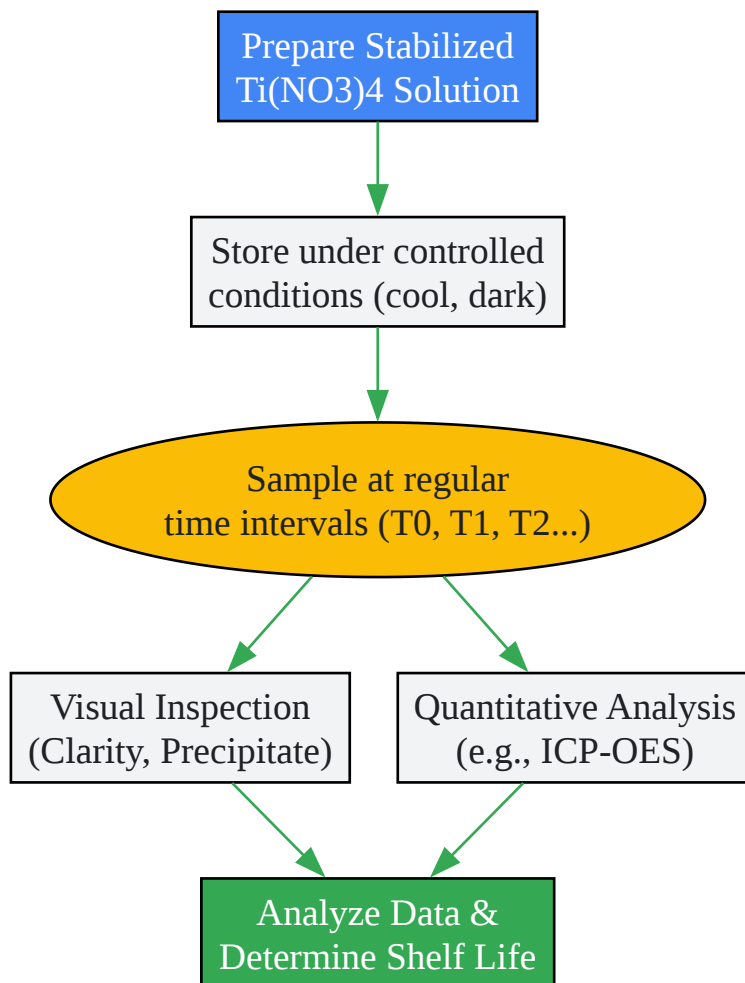 Prepare Stabilized
Ti(NO3)4 Solution
Store under controlled
conditions (cool, dark)
Sample at regular
time intervals (T0, T1, T2...)
Visual Inspection
(Clarity, Precipitate)
Quantitative Analysis
(e.g., ICP-OES)
Analyze Data &
Determine Shelf Life